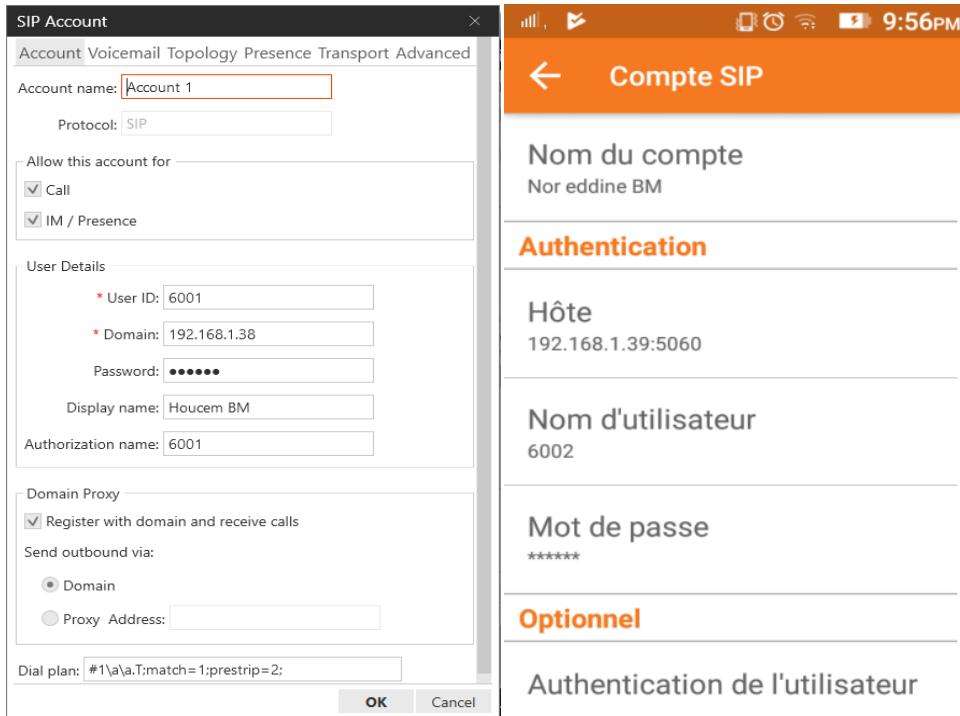 SIP Account
Account Voicemail Topology Presence Transport Advanced
Account name: Account 1
Protocol: SIP
Allow this account for
Call
IM / Presence
User Details
* User ID: 6001
* Domain: 192.168.1.38
Password: ●●●●●●
Display name: Houcem BM
Authorization name: 6001
Domain Proxy
Register with domain and receive calls
Send outbound via:
Domain
Proxy Address:
Dial plan: #1\a\a.T;match=1;prestrip=2;
OK Cancel
9:56PM
Compte SIP
Nom du compte
Nor eddine BM
Authentication
Hôte
192.168.1.39:5060
Nom d'utilisateur
6002
Mot de passe
******
Optionnel
Authentication de l'utilisateur